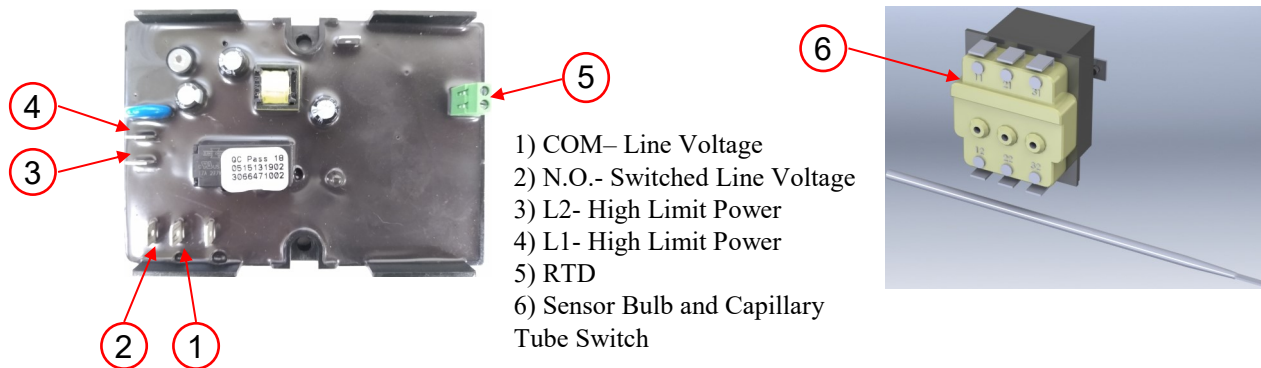 4
3
2
1
5
6
QC Pass 18
0515131902
3066471002
1) COM– Line Voltage
2) N.O.- Switched Line Voltage
3) L2- High Limit Power
4) L1- High Limit Power
5) RTD
6) Sensor Bulb and Capillary
Tube Switch